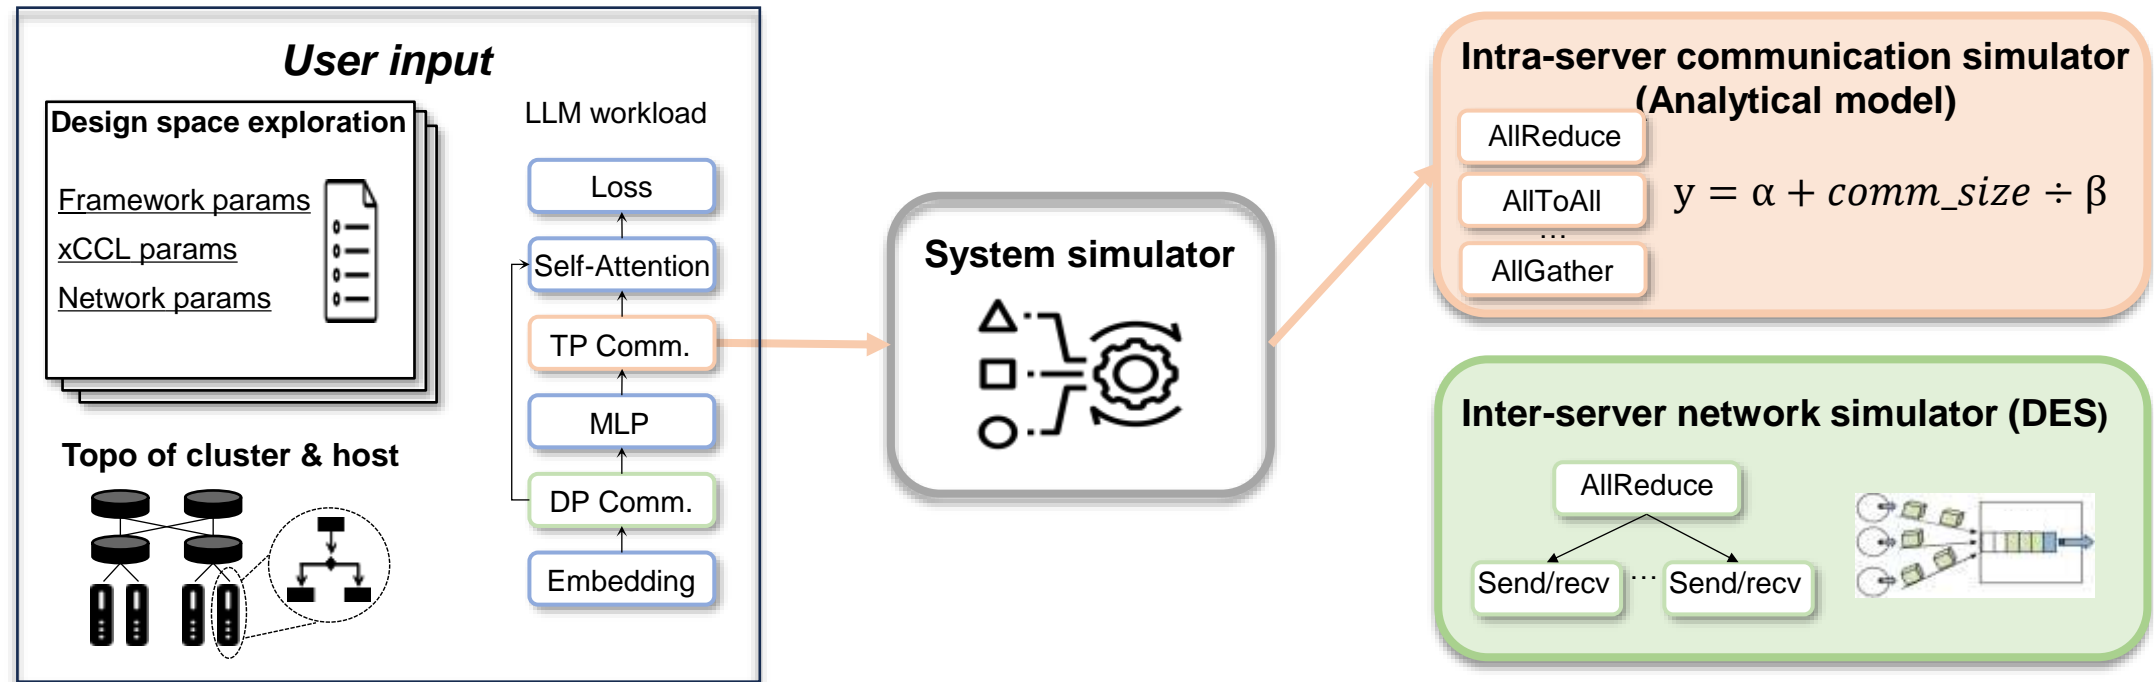 User input
Design space exploration
Framework params
xCCL params
Network params
Topo of cluster & host
LLM workload
Loss
Self-Attention
TP Comm.
MLP
DP Comm.
Embedding
System simulator
Intra-server communication simulator
(Analytical model)
AllReduce
AllToAll
...
AllGather
y = α + comm_size ÷ β
Inter-server network simulator (DES)
AllReduce
Send/recv ... Send/recv